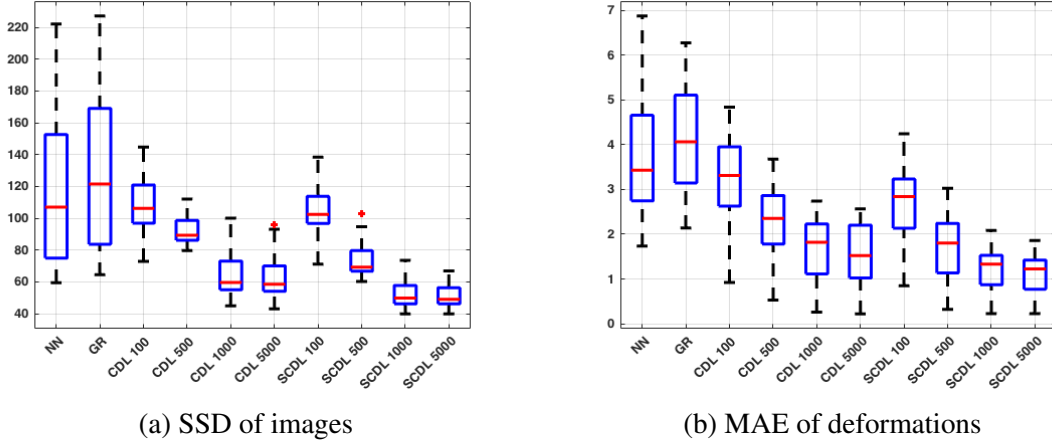 220
200
180
160
140
120
100
80
60
40
NN
GR
CDL 100
CDL 500
CDL 1000
CDL 5000
SCDL 100
SCDL 500
SCDL 1000
SCDL 5000
(a) SSD of images
7
6
5
4
3
2
1
0
NN
GR
CDL 100
CDL 500
CDL 1000
CDL 5000
SCDL 100
SCDL 500
SCDL 1000
SCDL 5000
(b) MAE of deformations